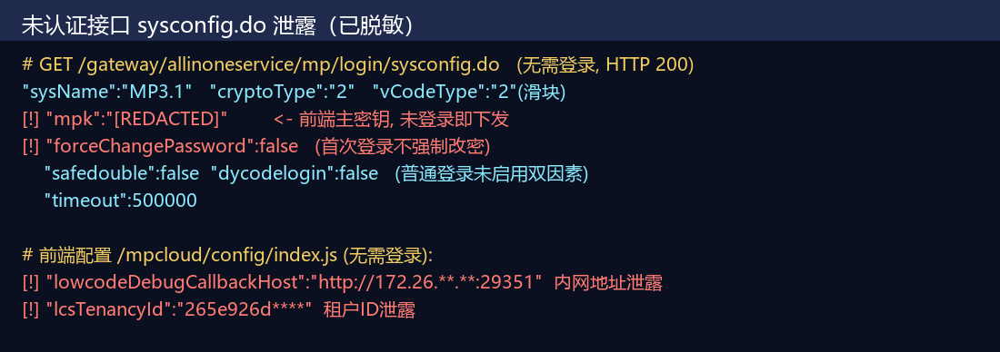 未认证接口 sysconfig.do 泄露（已脱敏）
# GET /gateway/allinoneservice/mp/login/sysconfig.do (无需登录, HTTP 200)
"sysName":"MP3.1" "cryptoType":"2" "vCodeType":"2"(滑块)
[!] "mpk":"[REDACTED]" <- 前端主密钥, 未登录即下发
[!] "forceChangePassword":false (首次登录不强制改密)
"safedouble":false "dycodelogin":false (普通登录未启用双因素)
"timeout":500000
# 前端配置 /mpcloud/config/index.js (无需登录):
[!] "lowcodeDebugCallbackHost":"http://172.26.**.**:29351" 内网地址泄露
[!] "lcsTenancyId":"265e926d****" 租户ID泄露